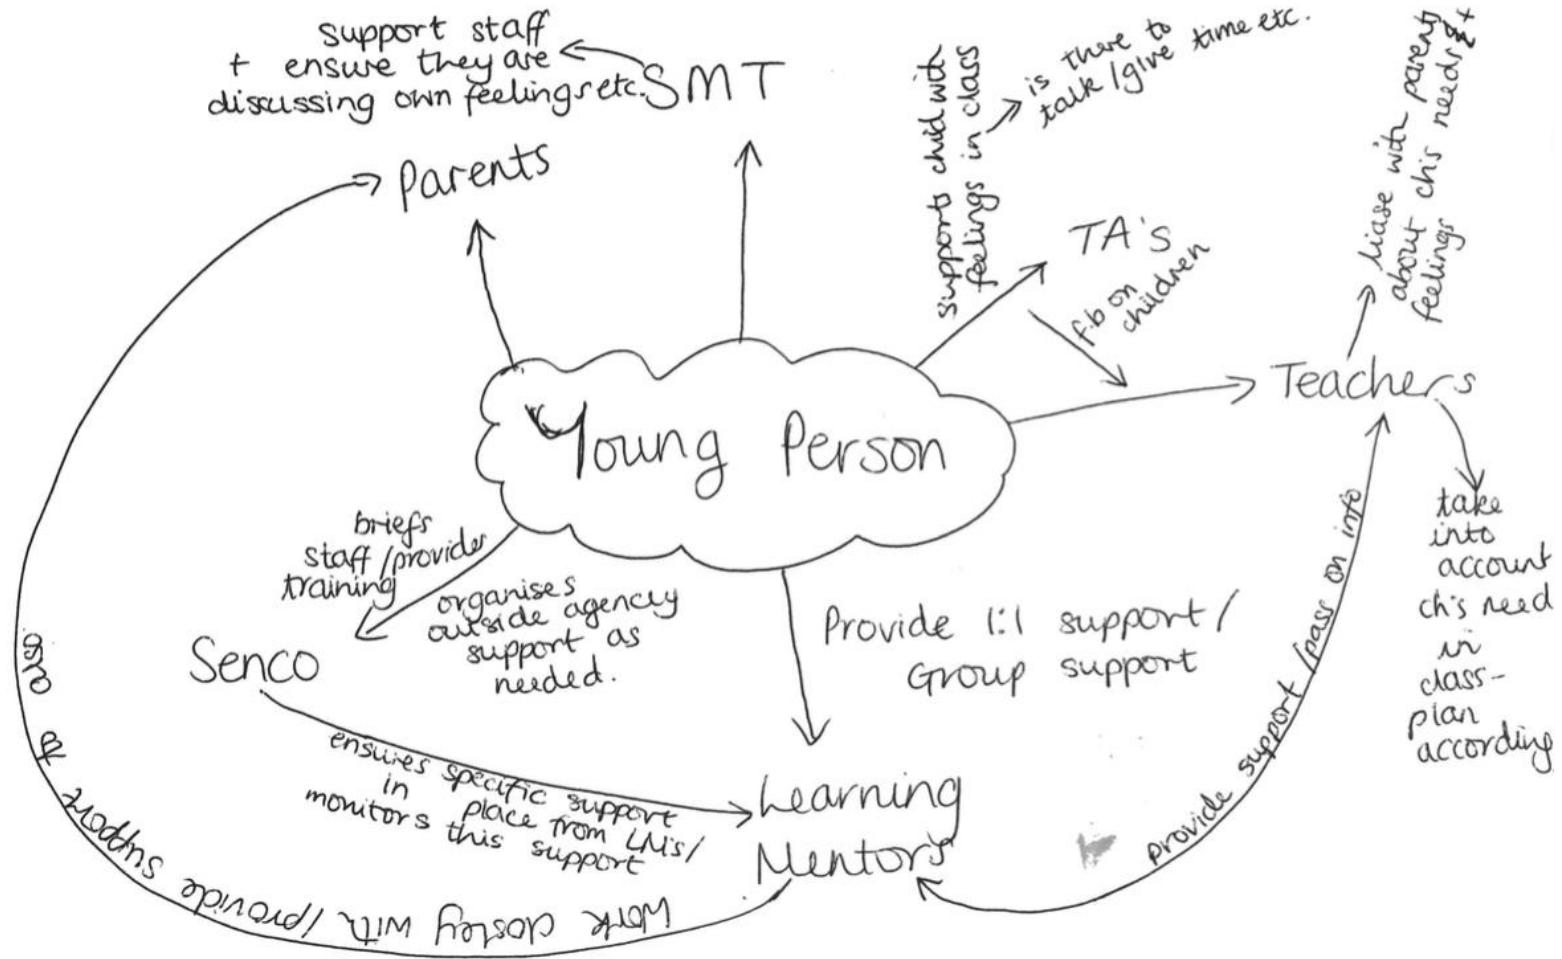 support staff
+ ensure they are
discussing own feelings etc.
SMT
Parents
supports child with
feelings in class
is there to
talk/give time etc.
TA's
f.b on
children
liase with parents
about ch's needs +
feelings
Teachers
take
into
account
ch's need
in
class-
plan
according
Young Person
briefs
staff/provides
training
organises
outside agency
support as
needed.
Senco
Provide 1:1 support/
Group support
provide support/pass on info
ensures specific support
in place from LM's/
monitors this support
Learning
Mentor's
Work closley with/provide support to also